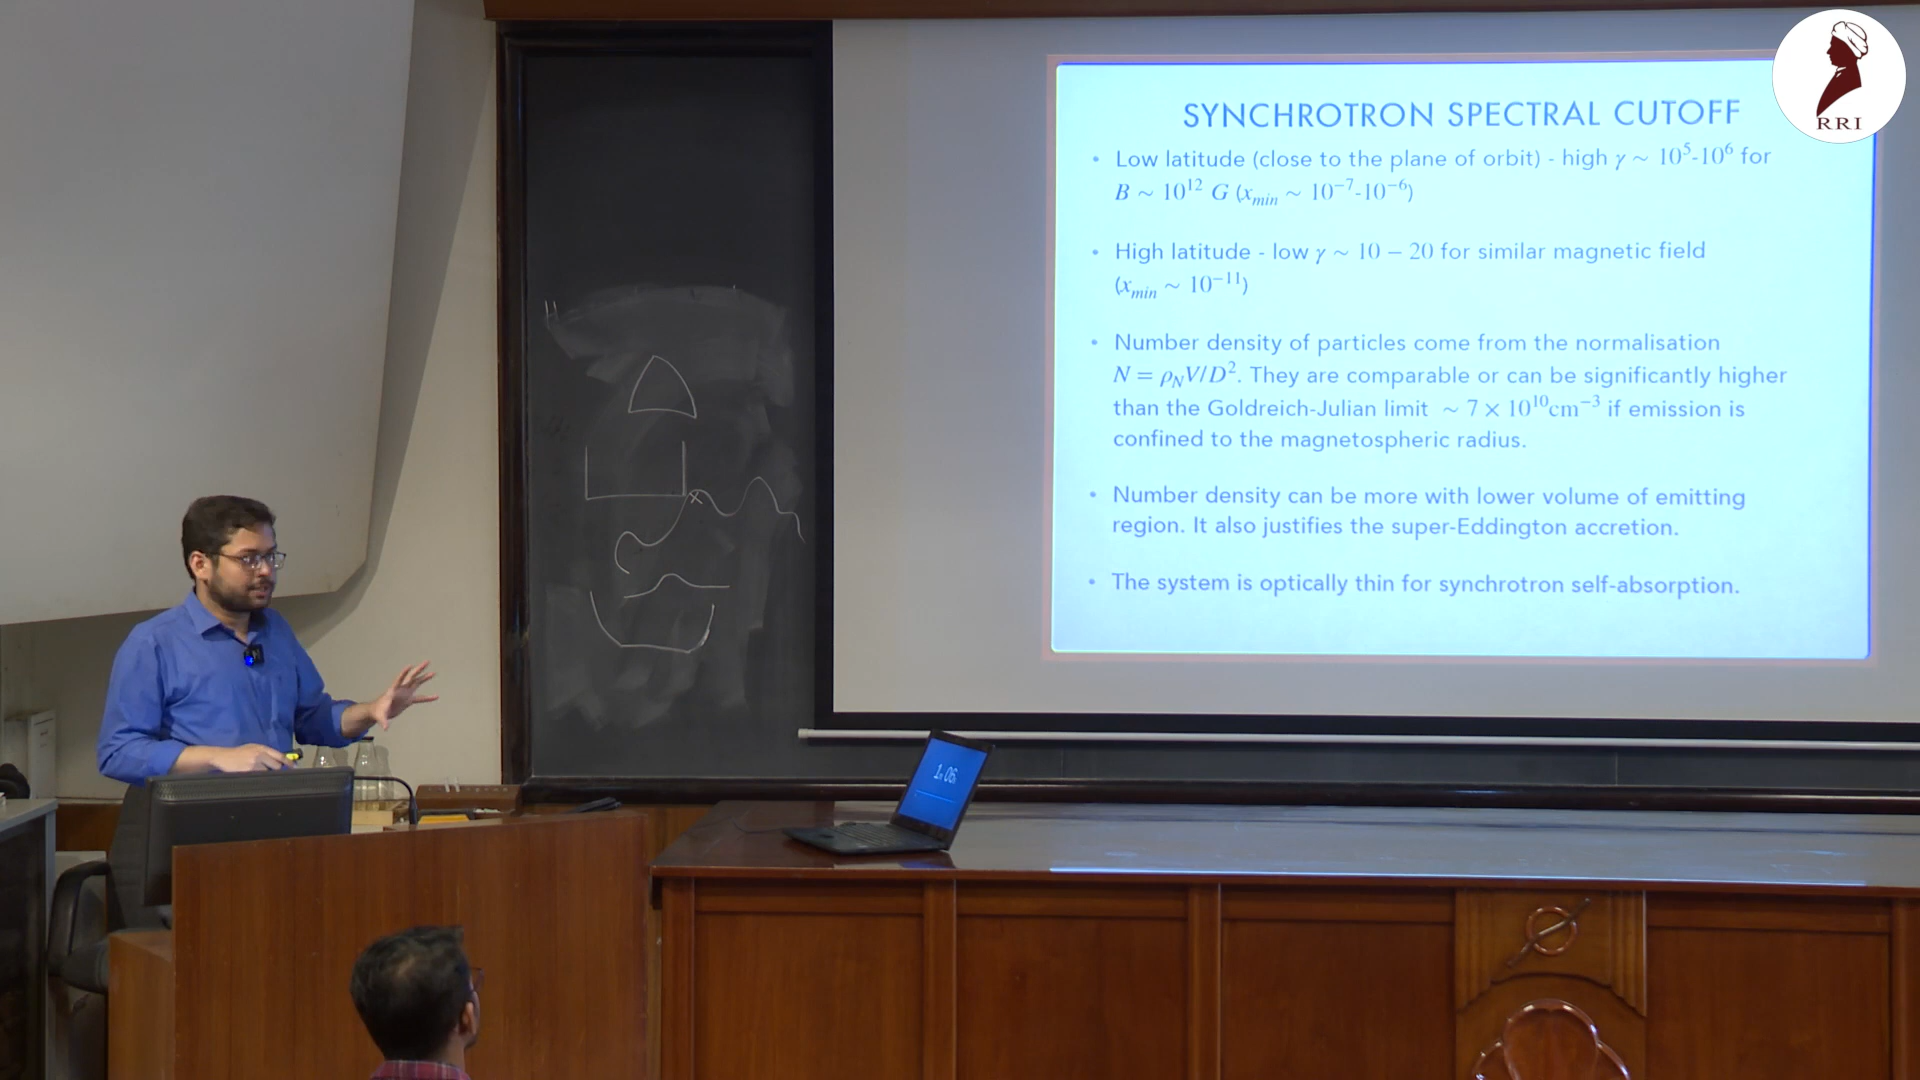 SYNCHROTRON SPECTRAL CUTOFF
• Low latitude (close to the plane of orbit) - high γ ~ 10⁵-10⁶ for
B ~ 10¹² G (xₘᵢₙ ~ 10⁻⁷-10⁻⁶)
• High latitude - low γ ~ 10 – 20 for similar magnetic field
(xₘᵢₙ ~ 10⁻¹¹)
• Number density of particles come from the normalisation
N = ρ_N V/D². They are comparable or can be significantly higher
than the Goldreich-Julian limit ~ 7 × 10¹⁰cm⁻³ if emission is
confined to the magnetospheric radius.
• Number density can be more with lower volume of emitting
region. It also justifies the super-Eddington accretion.
• The system is optically thin for synchrotron self-absorption.
RRI